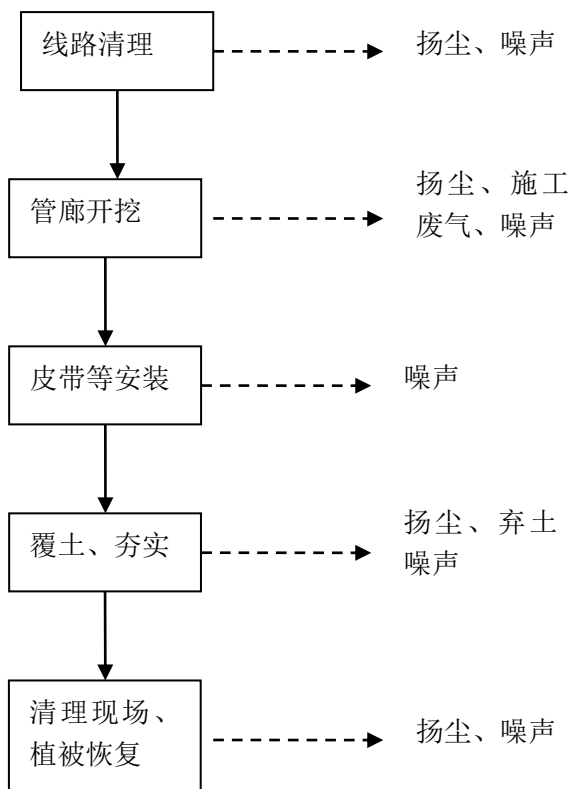 线路清理
扬尘、噪声
管廊开挖
扬尘、施工
废气、噪声
皮带等安装
噪声
覆土、夯实
扬尘、弃土
噪声
清理现场、
植被恢复
扬尘、噪声